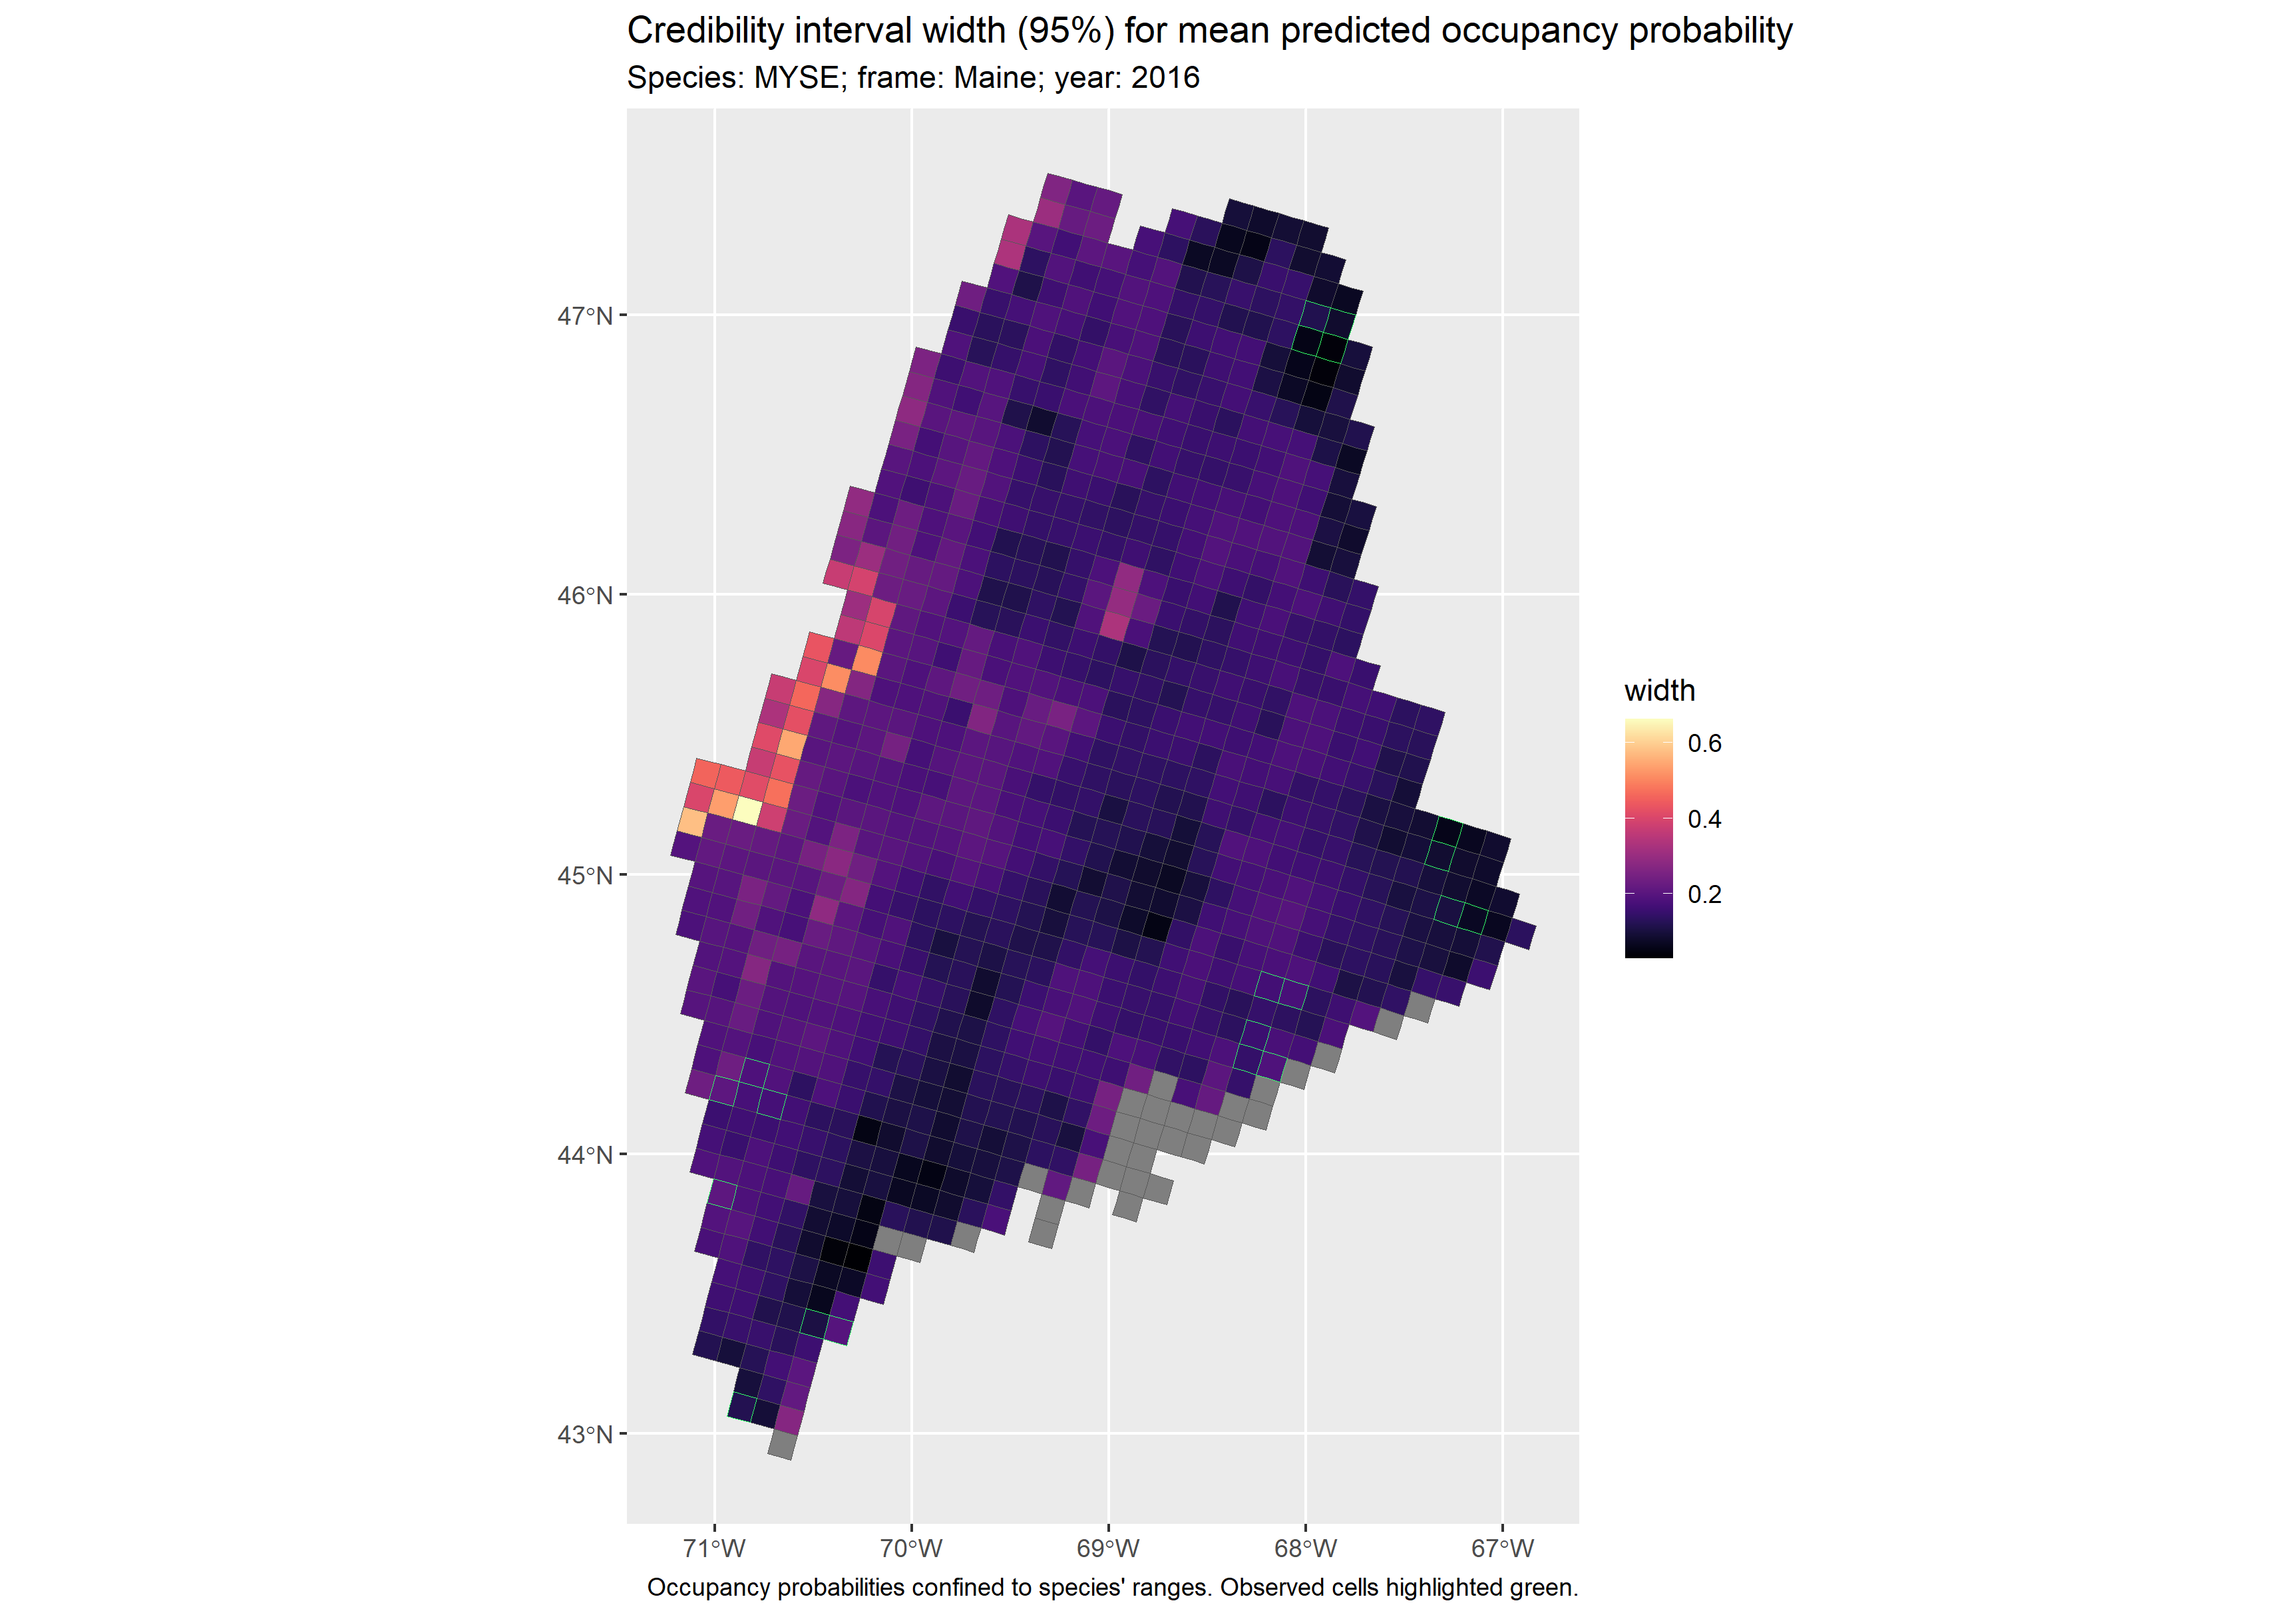 Credibility interval width (95%) for mean predicted occupancy probability
Species: MYSE; frame: Maine; year: 2016
47°N
46°N
45°N
44°N
43°N
71°W
70°W
69°W
68°W
67°W
width
0.6
0.4
0.2
Occupancy probabilities confined to species' ranges. Observed cells highlighted green.